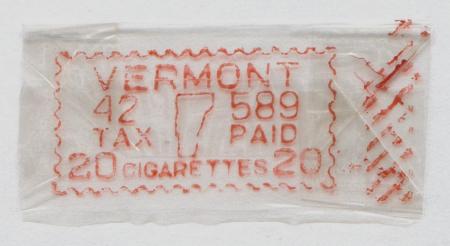 VERMONT
42 589
TAX PAID
20 CIGARETTES 20